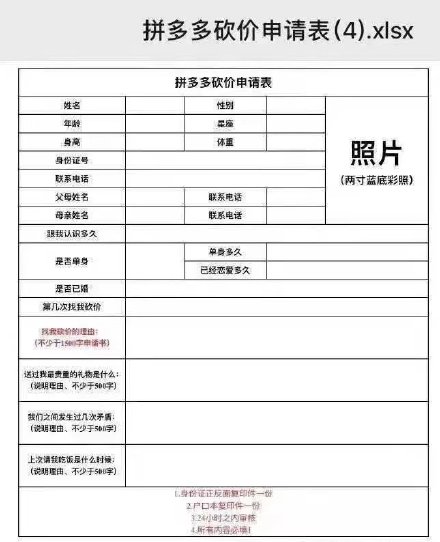 拼多多砍价申请表(4).xlsx
拼多多砍价申请表
姓名
性别
年龄
星座
身高
体重
照片
(两寸蓝底彩照)
身份证号
联系电话
父母姓名
联系电话
母亲姓名
联系电话
跟我认识多久
是否单身
单身多久
已经恋爱多久
是否已婚
第几次找我砍价
找我砍价的理由:
(不少于1500字申请书)
送过我最贵重的礼物是什么:
(说明理由、不少于500字)
我们之间发生过几次矛盾:
(说明理由、不少于500字)
上次请我吃饭是什么时候:
(说明理由、不少于500字)
1.身份证正反面复印件一份
2.户口本复印件一份
3.24小时之内审核
4.所有内容必填!